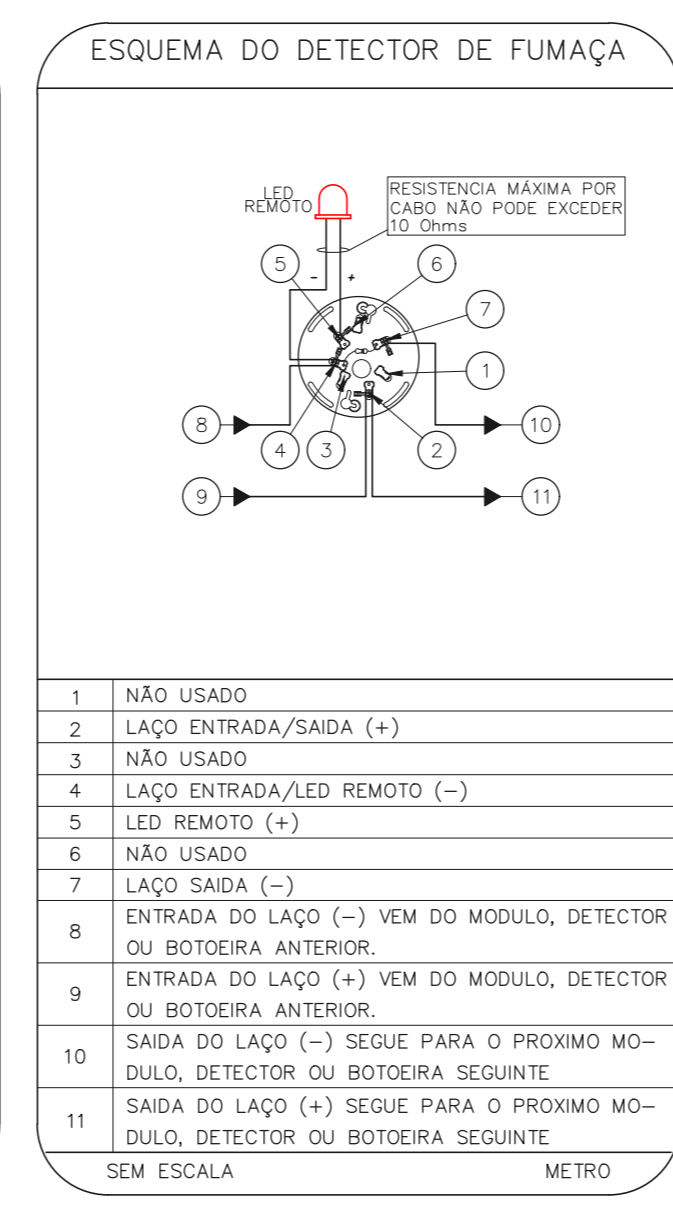 ESQUEMA DO DETECTOR DE FUMAÇA
LED
REMOTO
RESISTENCIA MÁXIMA POR
CABO NÃO PODE EXCEDER
10 Ohms
5
- +
6
7
1
8
10
4
3
2
9
11
1 NÃO USADO
2 LAÇO ENTRADA/SAIDA (+)
3 NÃO USADO
4 LAÇO ENTRADA/LED REMOTO (−)
5 LED REMOTO (+)
6 NÃO USADO
7 LAÇO SAIDA (−)
8 ENTRADA DO LAÇO (−) VEM DO MODULO, DETECTOR
OU BOTOEIRA ANTERIOR.
9 ENTRADA DO LAÇO (+) VEM DO MODULO, DETECTOR
OU BOTOEIRA ANTERIOR.
10 SAIDA DO LAÇO (−) SEGUE PARA O PROXIMO MO−
DULO, DETECTOR OU BOTOEIRA SEGUINTE
11 SAIDA DO LAÇO (+) SEGUE PARA O PROXIMO MO−
DULO, DETECTOR OU BOTOEIRA SEGUINTE
SEM ESCALA METRO